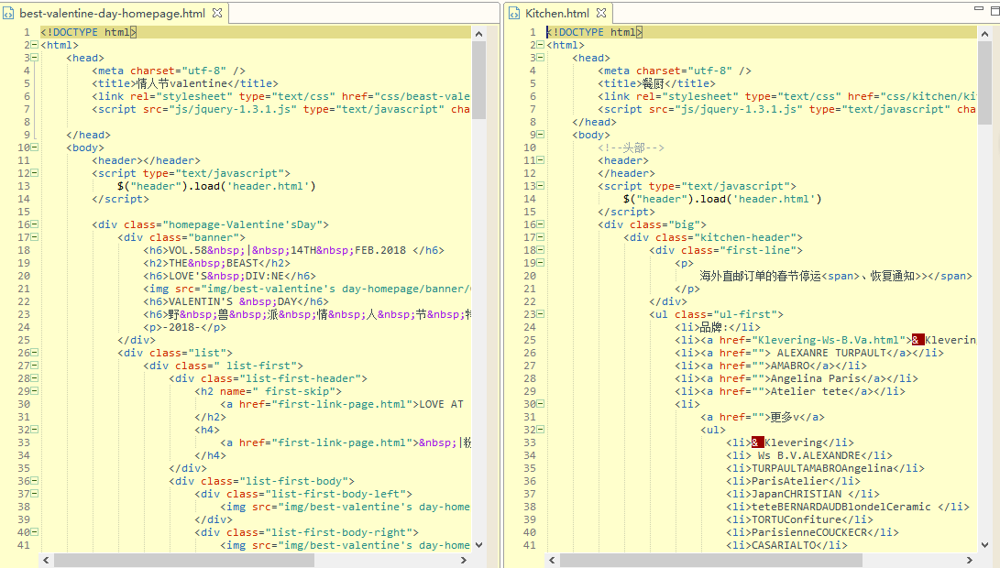 best-valentine-day-homepage.html
1 <!DOCTYPE html>
2 <html>
3 <head>
4 <meta charset="utf-8" />
5 <title>情人节valentine</title>
6 <link rel="stylesheet" type="text/css" href="css/beast-vale
7 <script src="js/jquery-1.3.1.js" type="text/javascript" cha
8
9 </head>
10 <body>
11 <header></header>
12 <script type="text/javascript">
13 $("header").load('header.html')
14 </script>
15
16 <div class="homepage-Valentine'sDay">
17 <div class="banner">
18 <h6>VOL.58&nbsp;|&nbsp;14TH&nbsp;FEB.2018 </h6>
19 <h2>THE&nbsp;BEAST</h2>
20 <h6>LOVE'S&nbsp;DIV:NE</h6>
21 <img src="img/best-valentine's day-homepage/banner/
22 <h6>VALENTIN'S &nbsp;DAY</h6>
23 <h6>野&nbsp;兽&nbsp;派&nbsp;情&nbsp;人&nbsp;节&nbsp;特
24 <p>-2018-</p>
25 </div>
26 <div class="list">
27 <div class=" list-first">
28 <div class="list-first-header">
29 <h2 name=" first-skip">
30 <a href="first-link-page.html">LOVE AT
31 </h2>
32 <h4>
33 <a href="first-link-page.html">&nbsp;|粉
34 </h4>
35 </div>
36 <div class="list-first-body">
37 <div class="list-first-body-left">
38 <img src="img/best-valentine's day-home
39 </div>
40 <div class="list-first-body-right">
41 <img src="img/best-valentine's day-home
Kitchen.html
1 <!DOCTYPE html>
2 <html>
3 <head>
4 <meta charset="utf-8" />
5 <title>餐厨</title>
6 <link rel="stylesheet" type="text/css" href="css/kitchen/ki
7 <script src="js/jquery-1.3.1.js" type="text/javascript" cha
8 </head>
9 <body>
10 <!--头部-->
11 <header>
12 </header>
13 <script type="text/javascript">
14 $("header").load('header.html')
15 </script>
16 <div class="big">
17 <div class="kitchen-header">
18 <div class="first-line">
19 <p>
20 海外直邮订单的春节停运<span>、恢复通知>></span>
21 </p>
22 </div>
23 <ul class="ul-first">
24 <li>品牌:</li>
25 <li><a href="Klevering-Ws-B.Va.html">& Kleverin
26 <li><a href=""> ALEXANRE TURPAULT</a></li>
27 <li><a href="">AMABRO</a></li>
28 <li><a href="">Angelina Paris</a></li>
29 <li><a href="">Atelier tete</a></li>
30 <li>
31 <a href="">更多v</a>
32 <ul>
33 <li>& Klevering</li>
34 <li> Ws B.V.ALEXANDRE</li>
35 <li>TURPAULTAMABROAngelina</li>
36 <li>ParisAtelier</li>
37 <li>JapanCHRISTIAN </li>
38 <li>teteBERNARDAUDBlondelCeramic </li>
39 <li>TORTUConfiture</li>
40 <li>ParisienneCOUCKECR</li>
41 <li>CASARIALTO</li>